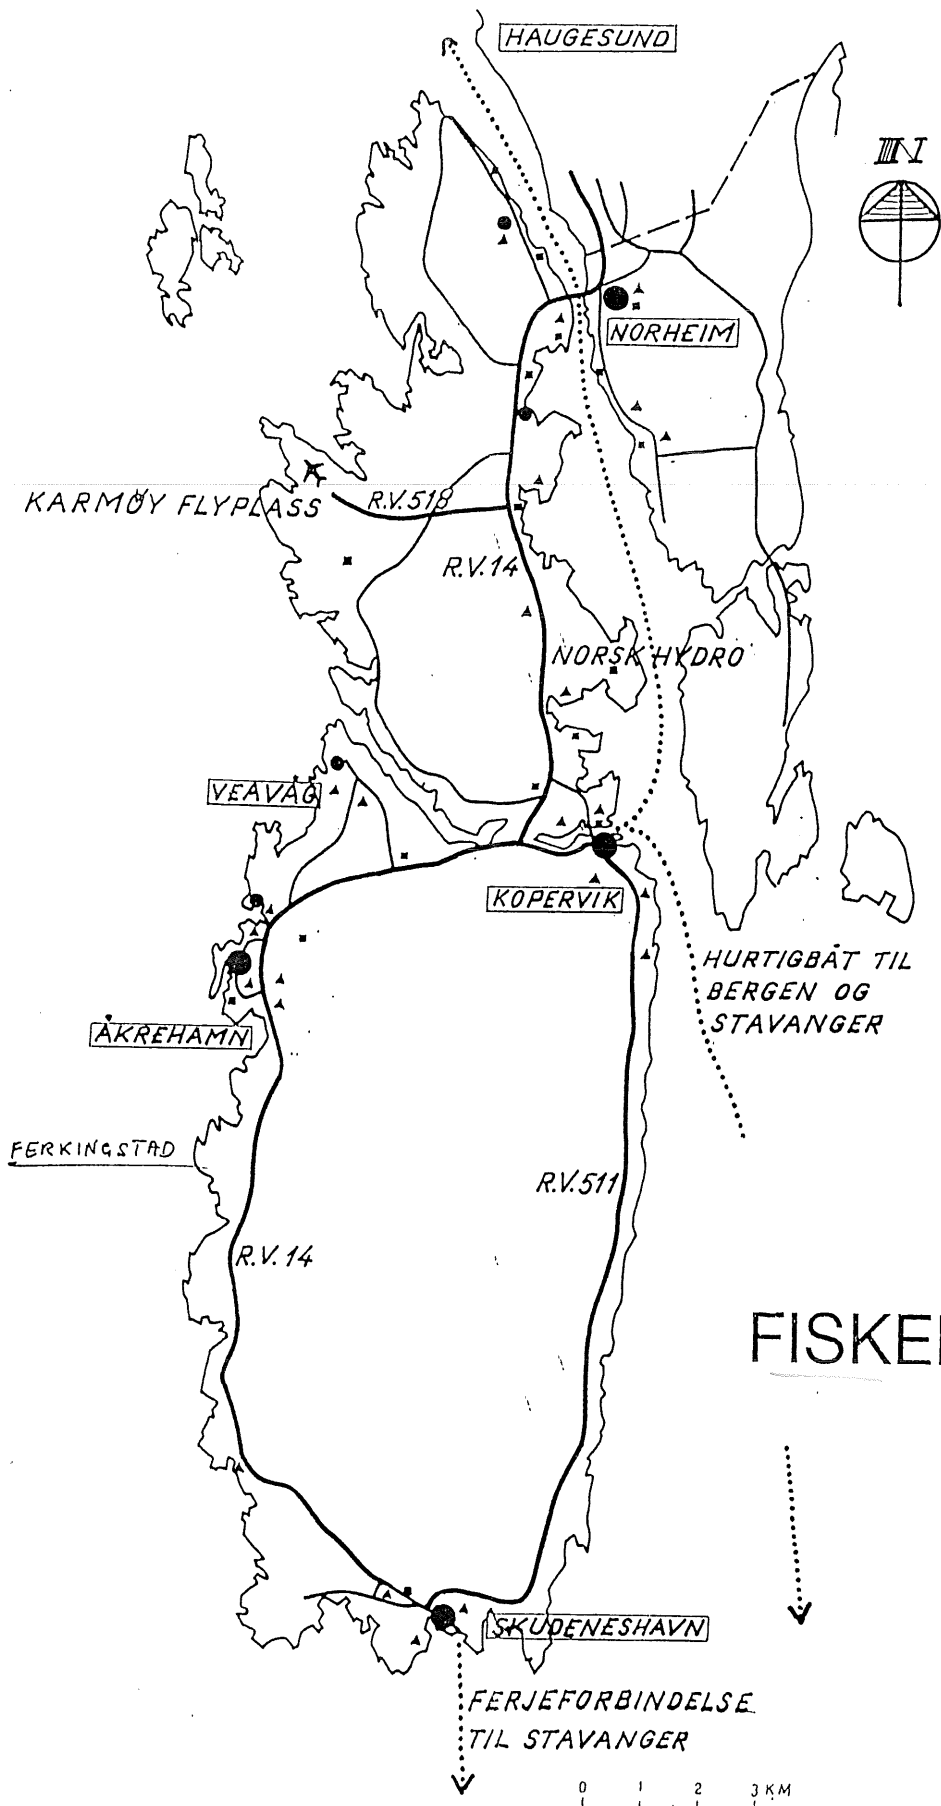 HAUGESUND
N
NORHEIM
KARMÖY FLYPLASS
R.V.518
R.V.14
NORSK HYDRO
VEAVÅG
KOPERVIK
HURTIGBÅT TIL
BERGEN OG
STAVANGER
ÅKREHAMN
FERKINGSTAD
R.V.511
R.V.14
FISKE
SKUDENESHAVN
FERJEFORBINDELSE
TIL STAVANGER
0 1 2 3 KM